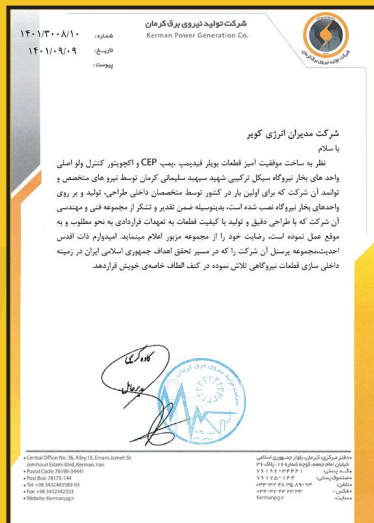 شرکت تولید نیروی برق کرمان
Kerman Power Generation Co.
شماره: ۱۴۰۱/۳۰۰۸/۱۰
تاریخ: ۱۴۰۱/۰۹/۰۹
پیوست:
شرکت مدیران انرژی کویر
با سلام
نظر به ساخت موفقیت آمیز قطعات بویلر فیدپمپ ،پمپ CEP و اکچویتور کنترل ولو اصلی
واحد های بخار نیروگاه سیکل ترکیبی شهید سپهبد سلیمانی کرمان توسط نیرو های متخصص و
توانمد آن شرکت که برای اولین بار در کشور توسط متخصصان داخلی طراحی، تولید و بر روی
واحدهای بخار نیروگاه نصب شده است، بدینوسیله ضمن تقدیر و تشکر از مجموعه فنی و مهندسی
آن شرکت که با طراحی دقیق و تولید با کیفیت قطعات به تعهدات قراردادی به نحو مطلوب و به
موقع عمل نموده است، رضایت خود را از مجموعه مزبور اعلام مینماید. امیدوارم ذات اقدس
احدیت،مجموعه پرسنل آن شرکت را که در مسیر تحقق اهداف جمهوری اسلامی ایران در زمینه
داخلی سازی قطعات نیروگاهی تلاش نموده در کنف الطاف خاصه‌ی خویش قراردهد.
مدیرعامل
• Central Office: No. 36, Alley 16, Emam Jomeh St.
Jomhouri Eslami Blvd, Kerman, Iran
• Postal Code: 76196-34441
• Post Box: 76175-144
• Tel: +98 3432483589-93
• Fax: +98 3432442333
• Website: Kermanpg.ir
• دفتر مرکزی: کرمان، بلوار جمهوری اسلامی
خیابان امام جمعه، کوچه شماره ۱۶ ، پلاک ۳۶
• کد پستی: ۷۶۱۹۶-۳۴۴۴۱
• صندوق پستی: ۷۶۱۷۵-۱۴۴
• تلفن:
• فکس:
• سایت: Kermanpg.ir